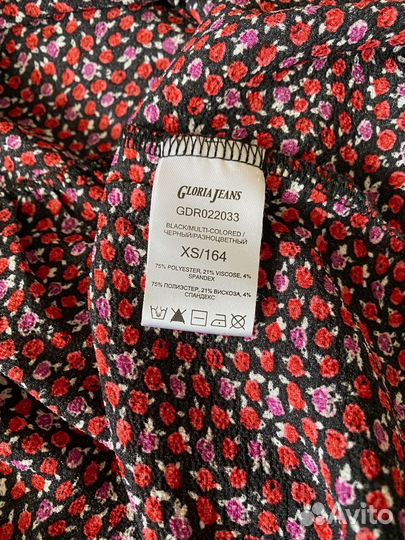 GLORIA JEANS
GDR022033
BLACK/MULTI-COLORED/
ЧЕРНЫЙ/РАЗНОЦВЕТНЫЙ
XS/164
75% POLYESTER, 21% VISCOSE, 4%
SPANDEX
75% ПОЛИЭСТЕР, 21% ВИСКОЗА, 4%
СПАНДЕКС
Avito